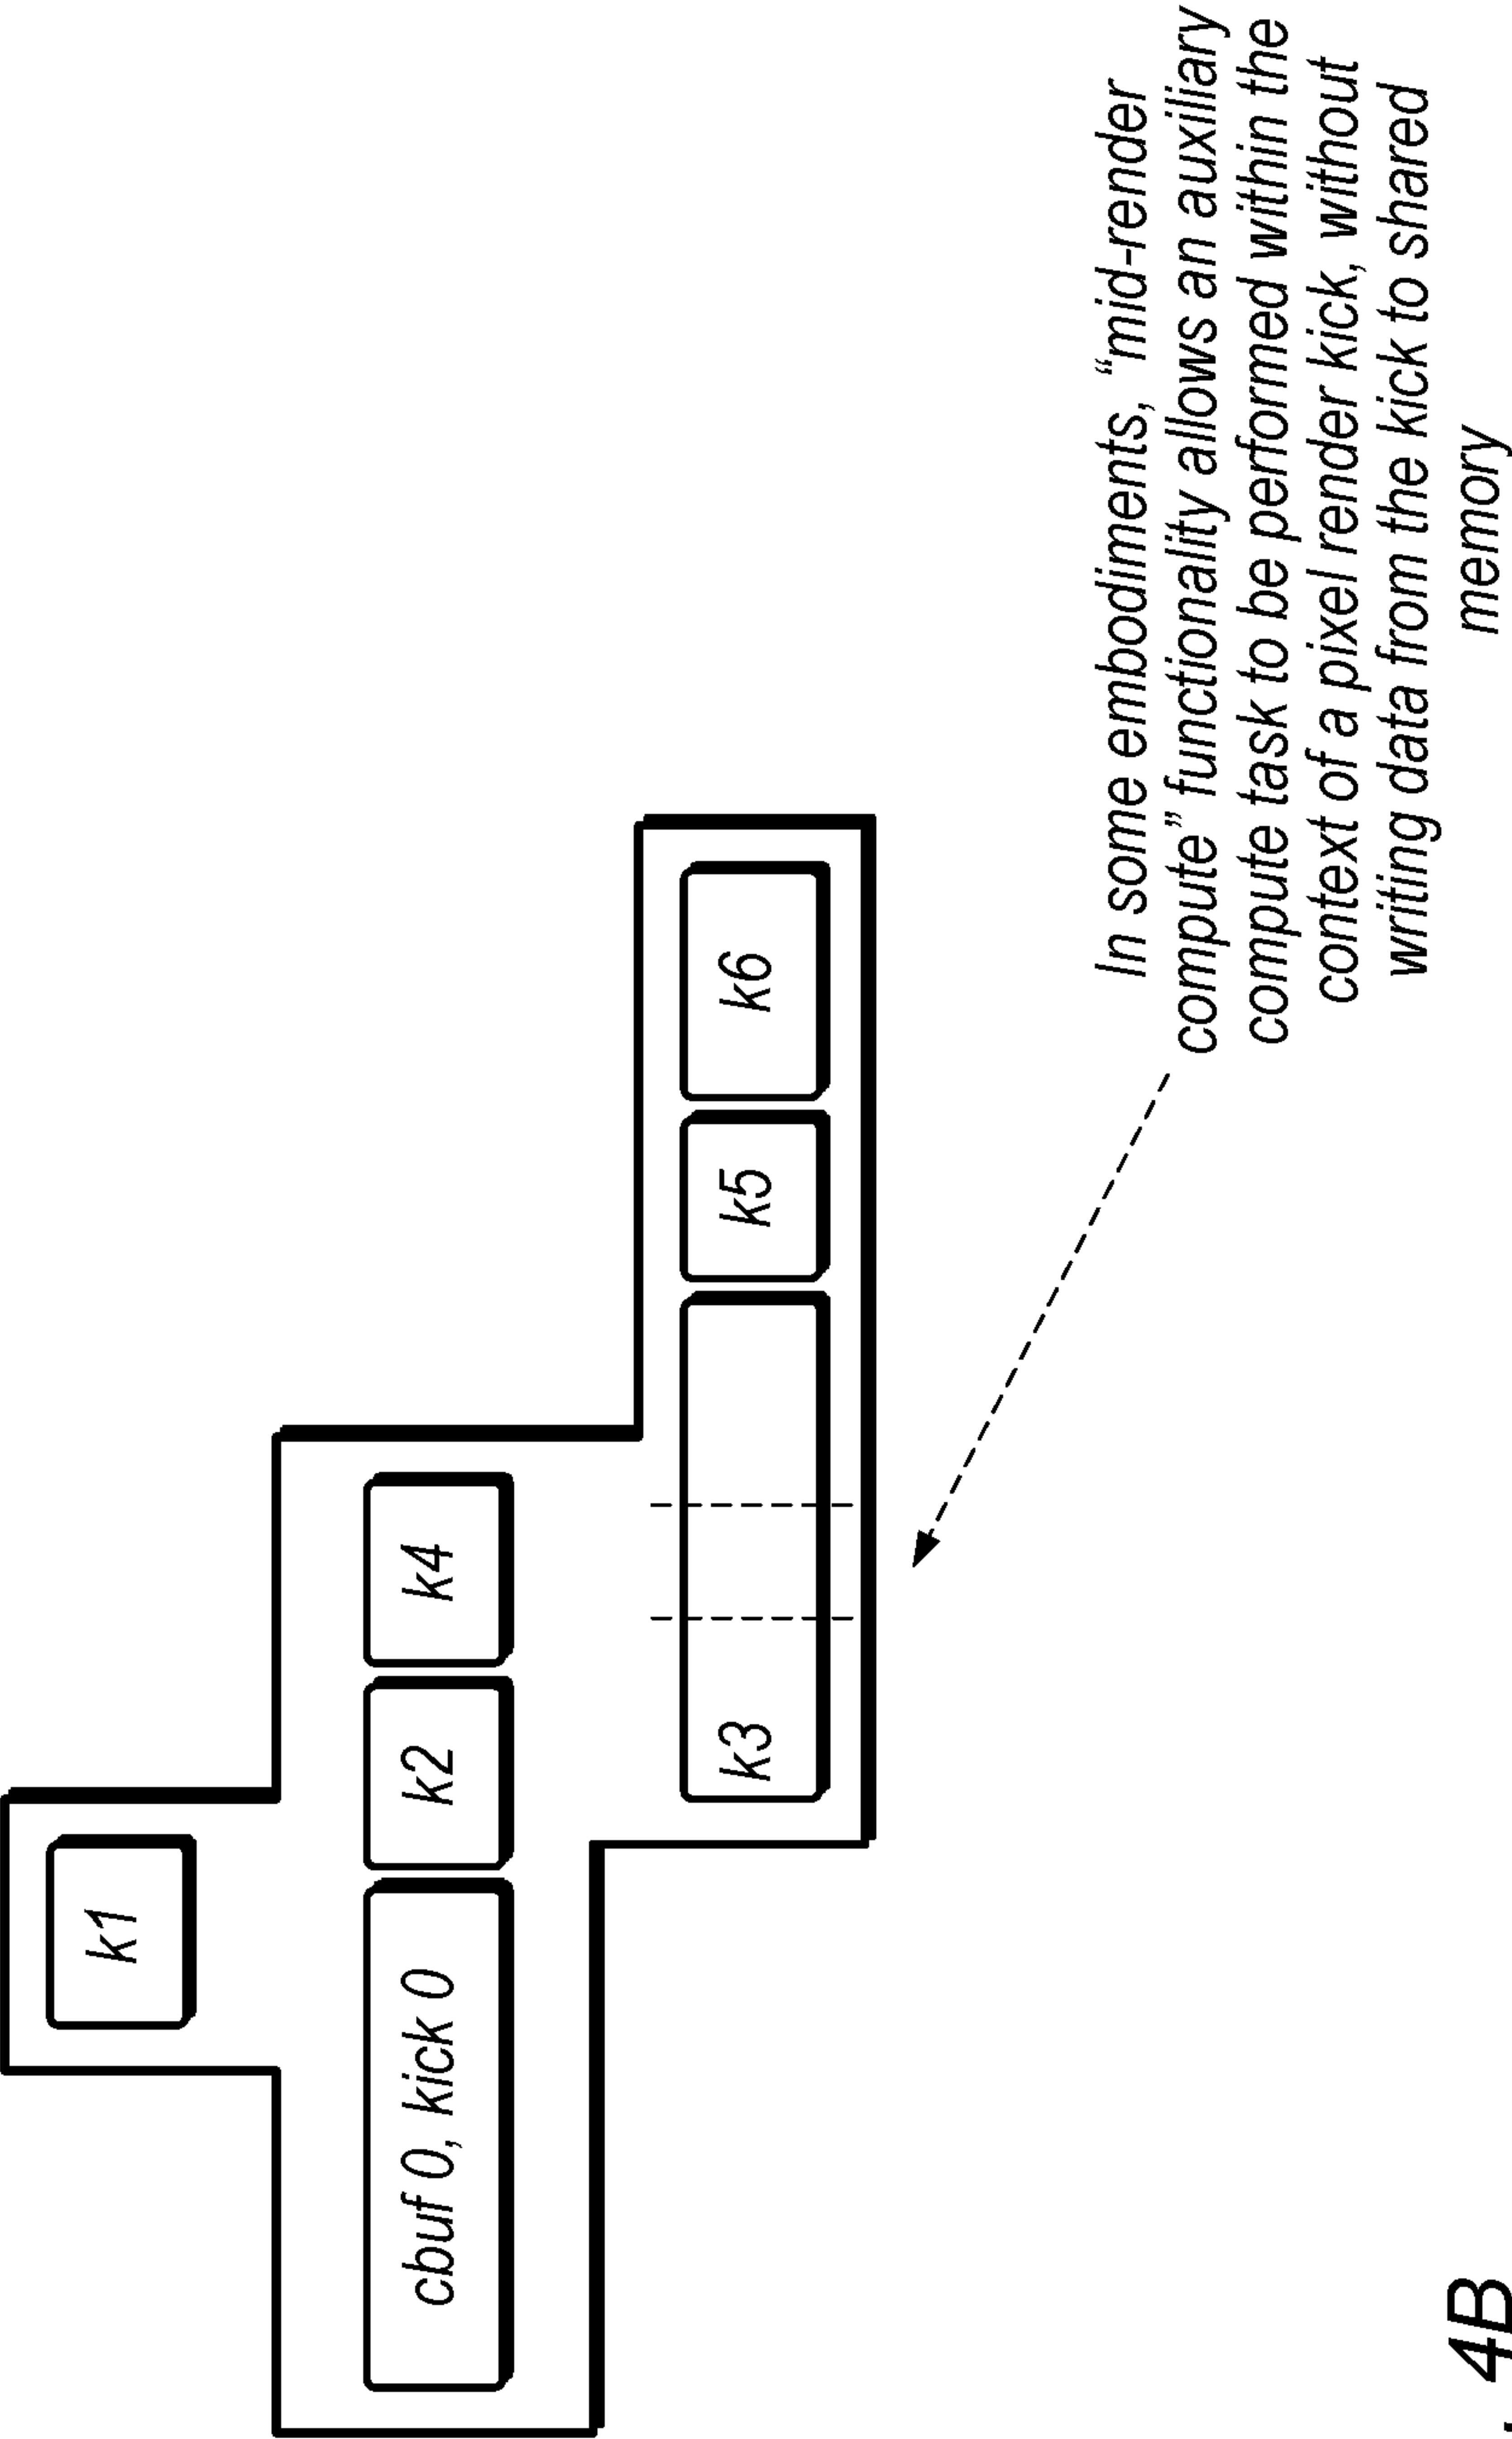 k1
cbuf 0, kick 0
k2
k4
k3
k5
k6
In some embodiments, “mid-render
compute” functionality allows an auxiliary
compute task to be performed within the
context of a pixel render kick, without
writing data from the kick to shared
memory
4B